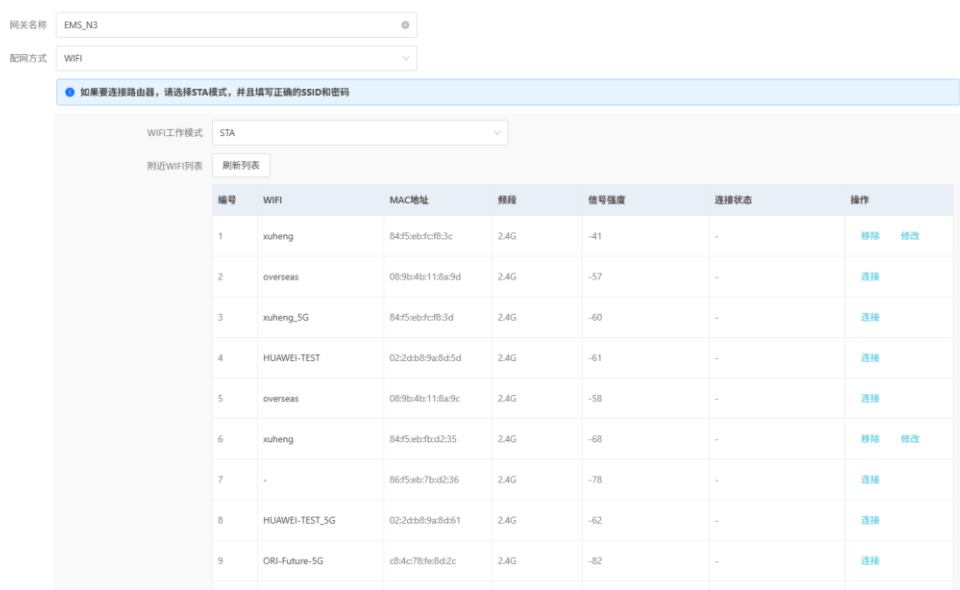 网关名称 EMS_N3
配网方式 WIFI
如果要连接路由器，请选择STA模式，并且填写正确的SSID和密码
WIFI工作模式 STA
附近WIFI列表 刷新列表
编号 WIFI MAC地址 频段 信号强度 连接状态 操作
1 xuheng 84:f5:eb:fc:f8:3c 2.4G -41 - 移除 修改
2 overseas 08:9b:4b:11:8a:9d 2.4G -57 - 连接
3 xuheng_5G 84:f5:eb:fc:f8:3d 2.4G -60 - 连接
4 HUAWEI-TEST 02:2d:b8:9a:8d:5d 2.4G -61 - 连接
5 overseas 08:9b:4b:11:8a:9c 2.4G -58 - 连接
6 xuheng 84:f5:eb:fb:d2:35 2.4G -68 - 移除 修改
7 - 86:f5:eb:7b:d2:36 2.4G -78 - 连接
8 HUAWEI-TEST_5G 02:2d:b8:9a:8d:61 2.4G -62 - 连接
9 ORI-Future-5G c8:4c:78:fe:8d:2c 2.4G -82 - 连接